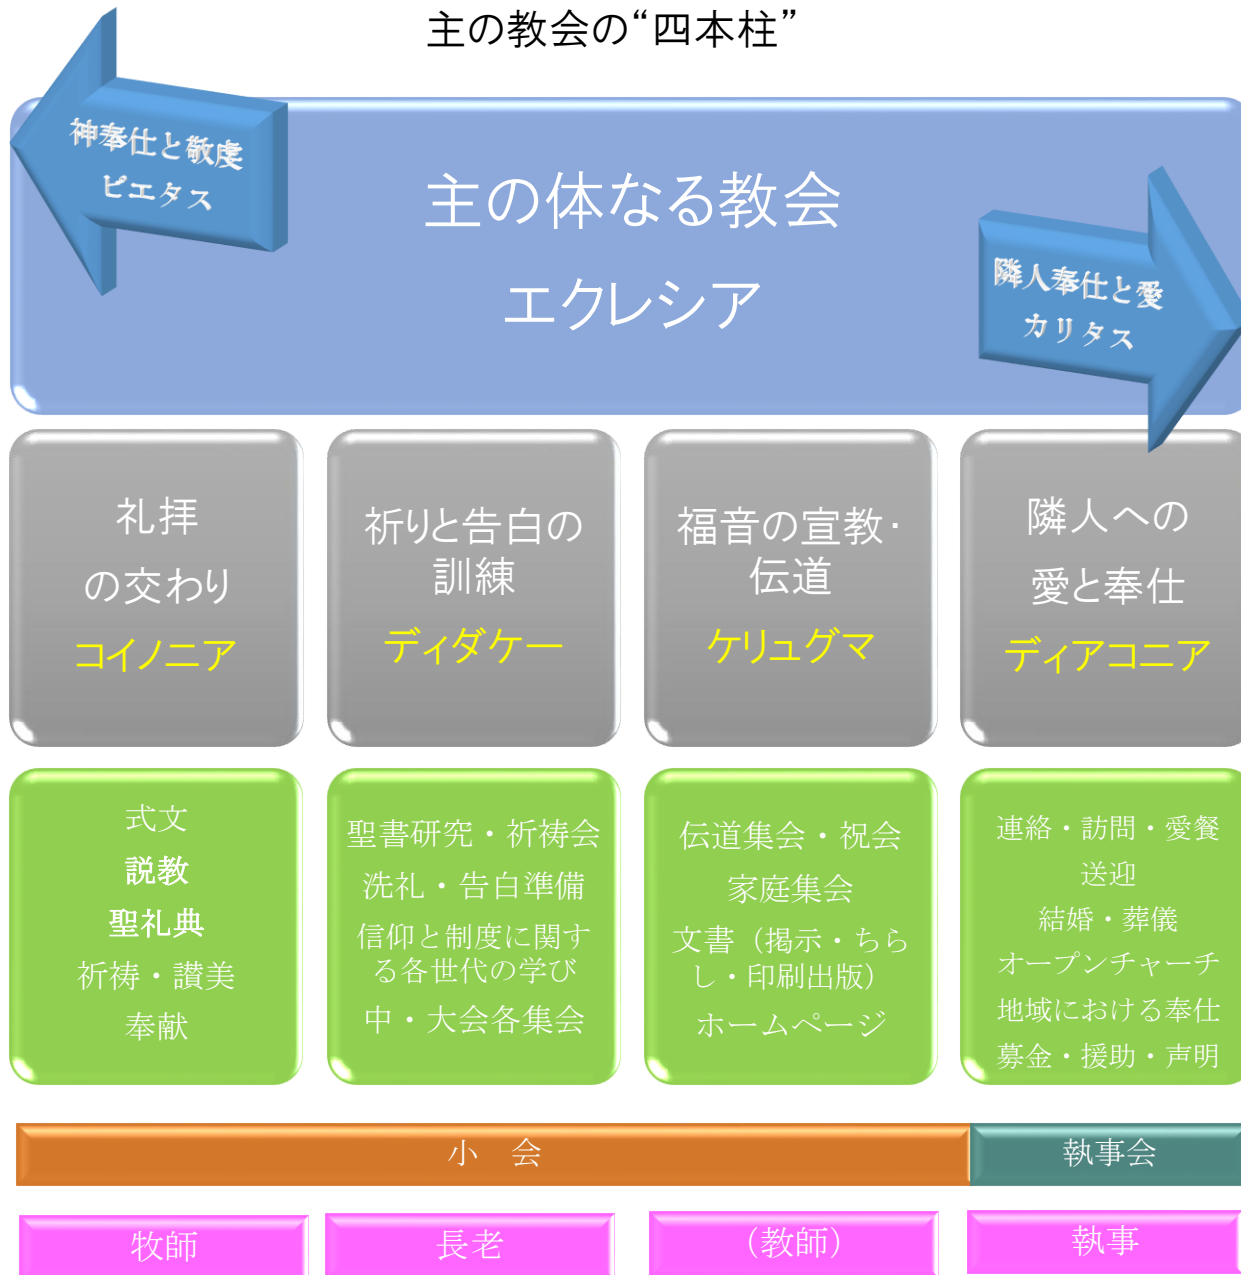 主の教会の“四本柱”
神奉仕と敬虔
ピエタス
主の体なる教会
エクレシア
隣人奉仕と愛
カリタス
礼拝
の交わり
コイノニア
祈りと告白の
訓練
ディダケー
福音の宣教・
伝道
ケリュグマ
隣人への
愛と奉仕
ディアコニア
式文
説教
聖礼典
祈祷・讃美
奉献
聖書研究・祈祷会
洗礼・告白準備
信仰と制度に関す
る各世代の学び
中・大会各集会
伝道集会・祝会
家庭集会
文書（掲示・ちら
し・印刷出版）
ホームページ
連絡・訪問・愛餐
送迎
結婚・葬儀
オープンチャーチ
地域における奉仕
募金・援助・声明
小　会
執事会
牧師
長老
（教師）
執事